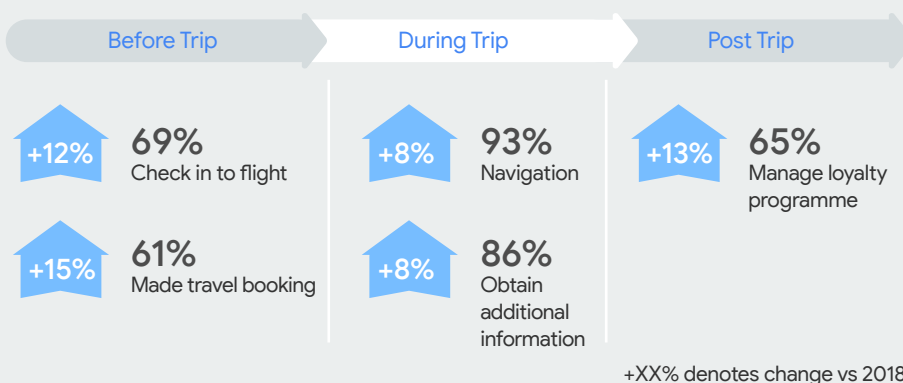 Before Trip
During Trip
Post Trip
+12%
69%
Check in to flight
+15%
61%
Made travel booking
+8%
93%
Navigation
+8%
86%
Obtain
additional
information
+13%
65%
Manage loyalty
programme
+XX% denotes change vs 2018